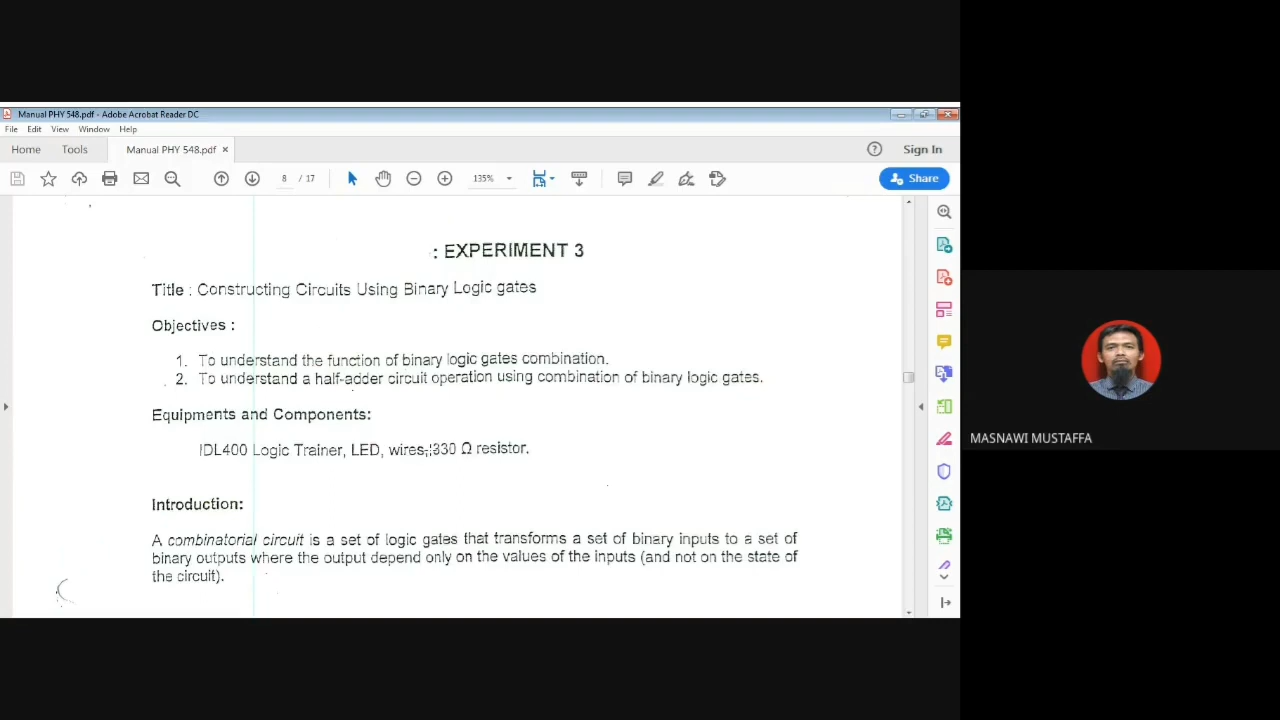 Manual PHY 548.pdf - Adobe Acrobat Reader DC
File Edit View Window Help
Home Tools Manual PHY 548.pdf × Sign In
8 / 17 135% Share
: EXPERIMENT 3
Title : Constructing Circuits Using Binary Logic gates
Objectives :
1. To understand the function of binary logic gates combination.
2. To understand a half-adder circuit operation using combination of binary logic gates.
Equipments and Components:
IDL400 Logic Trainer, LED, wires, 330 Ω resistor.
Introduction:
A combinatorial circuit is a set of logic gates that transforms a set of binary inputs to a set of
binary outputs where the output depend only on the values of the inputs (and not on the state of
the circuit).
MASNAWI MUSTAFFA